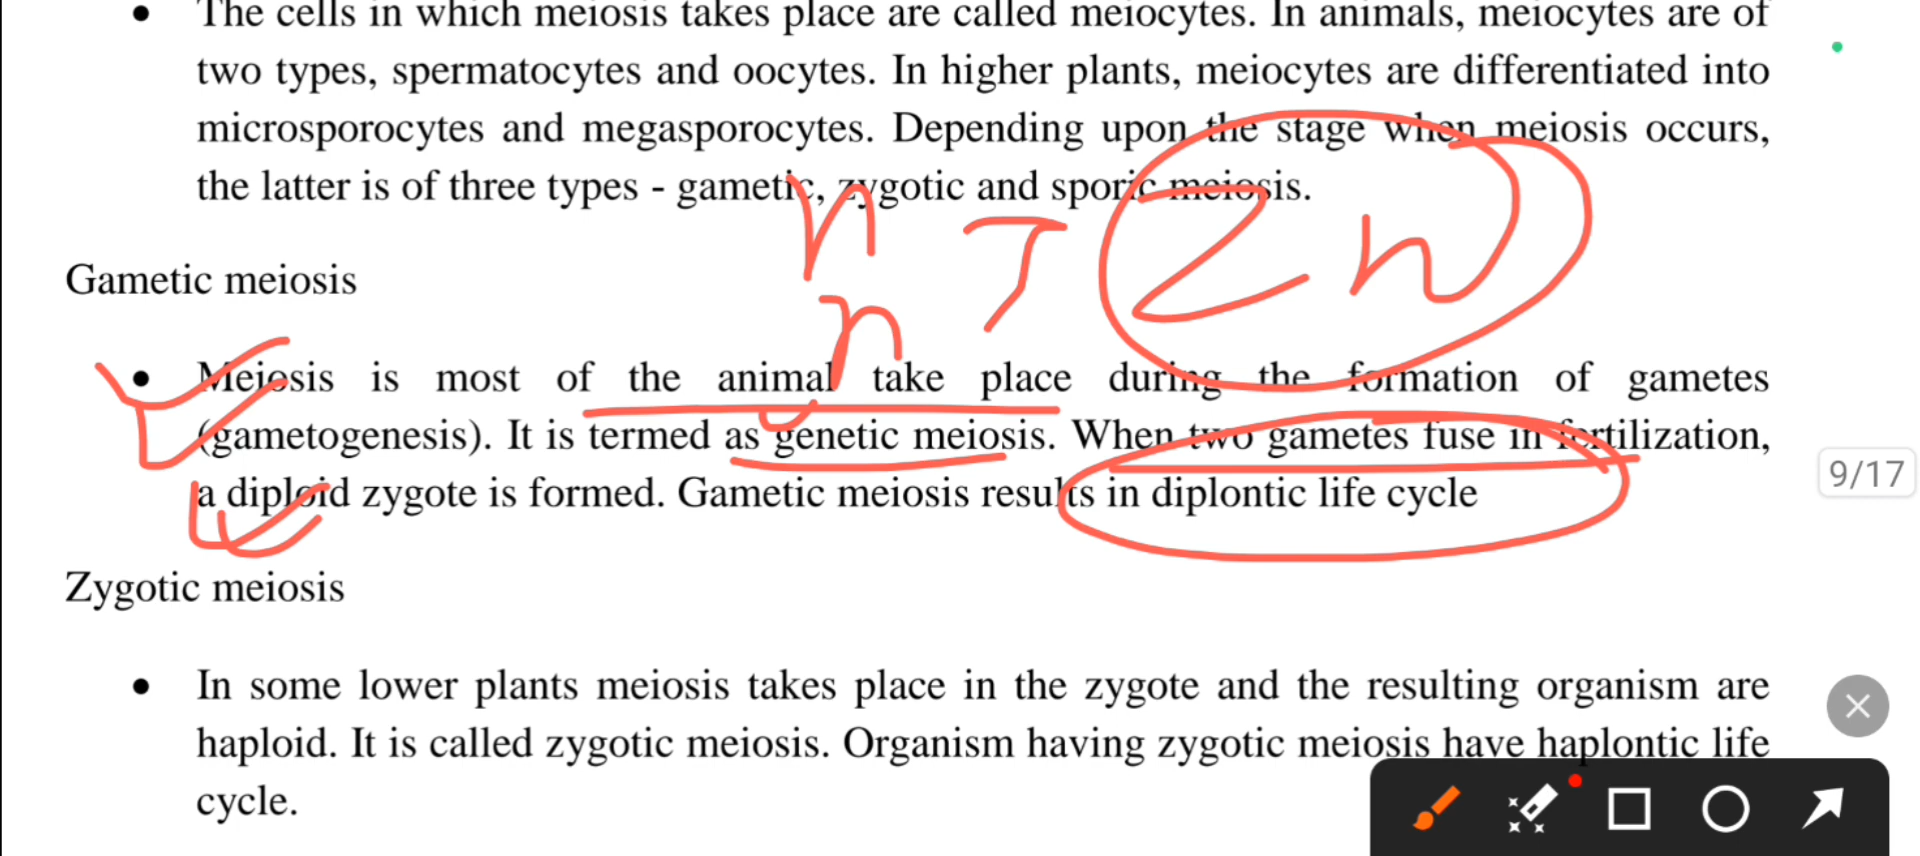 The cells in which meiosis takes place are called meiocytes. In animals, meiocytes are of
two types, spermatocytes and oocytes. In higher plants, meiocytes are differentiated into
microsporocytes and megasporocytes. Depending upon the stage when meiosis occurs,
the latter is of three types - gametic, zygotic and sporic meiosis.
n
n
2n
Gametic meiosis
Meiosis is most of the animal take place during the formation of gametes
(gametogenesis). It is termed as genetic meiosis. When two gametes fuse in fertilization,
a diploid zygote is formed. Gametic meiosis results in diplontic life cycle
9/17
Zygotic meiosis
In some lower plants meiosis takes place in the zygote and the resulting organism are
haploid. It is called zygotic meiosis. Organism having zygotic meiosis have haplontic life
cycle.